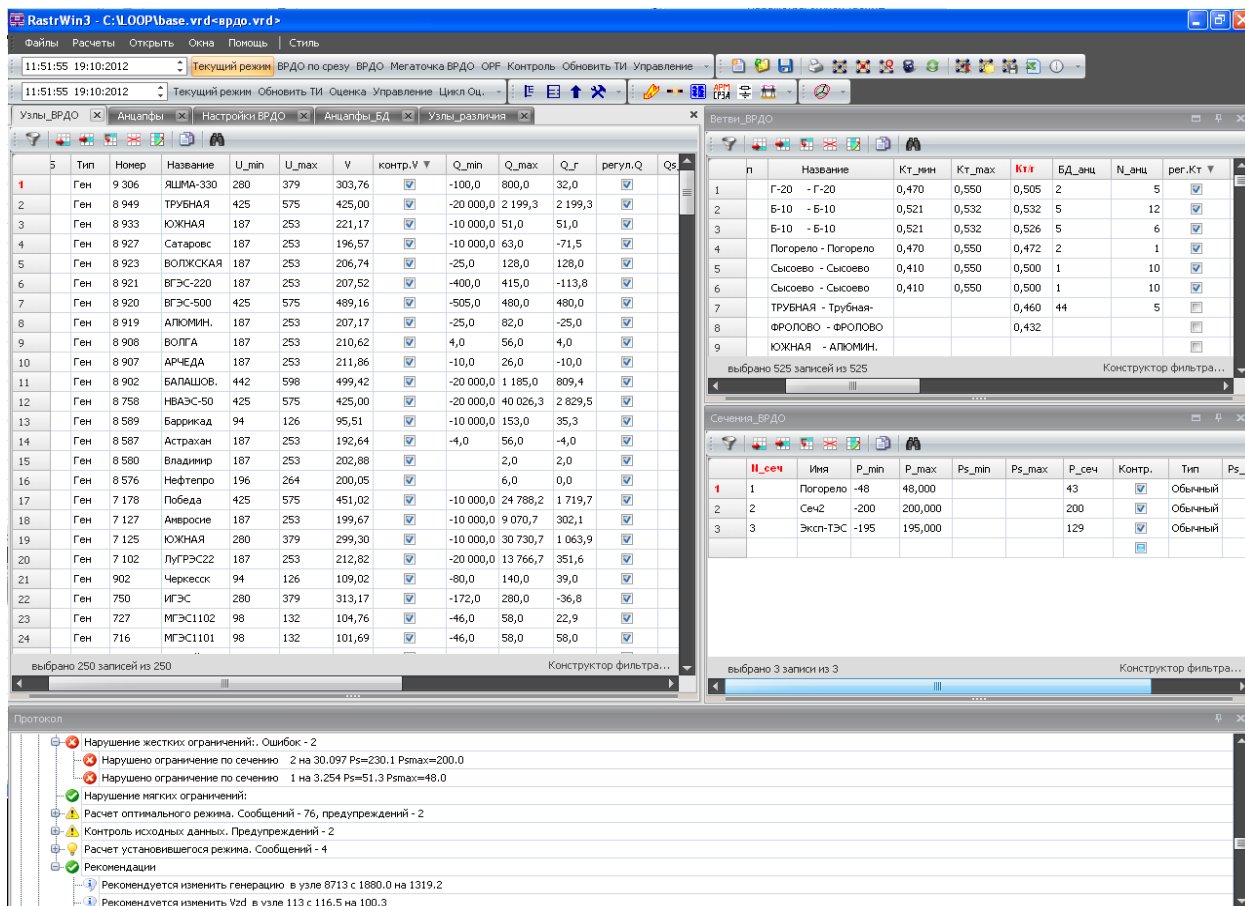 RastrWin3 - C:\LOOP\base.vrd<врдо.vrd>
Файлы Расчеты Открыть Окна Помощь Стиль
11:51:55 19:10:2012 Текущий режим ВРДО по срезу ВРДО Мегаточка ВРДО OPF Контроль Обновить ТИ Управление
11:51:55 19:10:2012 Текущий режим Обновить ТИ Оценка Управление Цикл Оц.
Узлы_ВРДО Анцапфы Настройки ВРДО Анцапфы_БД Узлы_различия
Тип Номер Название U_min U_max V контр.V Q_min Q_max Q_г регул.Q Qs_
1 Ген 9 306 ЯШМА-330 280 379 303,76 -100,0 800,0 32,0
2 Ген 8 949 ТРУБНАЯ 425 575 425,00 -20 000,0 2 199,3 2 199,3
3 Ген 8 933 ЮЖНАЯ 187 253 221,17 -10 000,0 51,0 51,0
4 Ген 8 927 Сатаровс 187 253 196,57 -10 000,0 63,0 -71,5
5 Ген 8 923 ВОЛЖСКАЯ 187 253 206,74 -25,0 128,0 128,0
6 Ген 8 921 ВГЭС-220 187 253 207,52 -400,0 415,0 -113,8
7 Ген 8 920 ВГЭС-500 425 575 489,16 -505,0 480,0 480,0
8 Ген 8 919 АЛЮМИН. 187 253 207,17 -25,0 82,0 -25,0
9 Ген 8 908 ВОЛГА 187 253 210,62 4,0 56,0 4,0
10 Ген 8 907 АРЧЕДА 187 253 211,86 -10,0 26,0 -10,0
11 Ген 8 902 БАЛАШОВ. 442 598 499,42 -20 000,0 1 185,0 809,4
12 Ген 8 758 НВАЭС-50 425 575 425,00 -20 000,0 40 026,3 2 829,5
13 Ген 8 589 Баррикад 94 126 95,51 -10 000,0 153,0 35,3
14 Ген 8 587 Астрахан 187 253 192,64 -4,0 56,0 -4,0
15 Ген 8 580 Владимир 187 253 202,88 2,0 2,0
16 Ген 8 576 Нефтепро 196 264 200,05 6,0 0,0
17 Ген 7 178 Победа 425 575 451,02 -10 000,0 24 788,2 1 719,7
18 Ген 7 127 Амвросие 187 253 199,67 -10 000,0 9 070,7 302,1
19 Ген 7 125 ЮЖНАЯ 280 379 299,30 -10 000,0 30 730,7 1 063,9
20 Ген 7 102 ЛуГРЭС22 187 253 212,82 -20 000,0 13 766,7 351,6
21 Ген 902 Черкесск 94 126 109,02 -80,0 140,0 39,0
22 Ген 750 ИГЭС 280 379 313,17 -172,0 280,0 -36,8
23 Ген 727 МГЭС1102 98 132 104,76 -46,0 58,0 22,9
24 Ген 716 МГЭС1101 98 132 101,69 -46,0 58,0 58,0
выбрано 250 записей из 250 Конструктор фильтра...
Ветви_ВРДО
п Название Кт_мин Кт_max Кт/г БД_анц N_анц рег.Кт
1 Г-20 - Г-20 0,470 0,550 0,505 2 5
2 Б-10 - Б-10 0,521 0,532 0,532 5 12
3 Б-10 - Б-10 0,521 0,532 0,526 5 6
4 Погорело - Погорело 0,470 0,550 0,472 2 1
5 Сысоево - Сысоево 0,410 0,550 0,500 1 10
6 Сысоево - Сысоево 0,410 0,550 0,500 1 10
7 ТРУБНАЯ - Трубная- 0,460 44 5
8 ФРОЛОВО - ФРОЛОВО 0,432
9 ЮЖНАЯ - АЛЮМИН.
выбрано 525 записей из 525 Конструктор фильтра...
Сечения_ВРДО
N_сеч Имя P_min P_max Ps_min Ps_max P_сеч Контр. Тип Ps_
1 1 Погорело -48 48,000 43 Обычный
2 2 Сеч2 -200 200,000 200 Обычный
3 3 Эксп-ТЭС -195 195,000 129 Обычный
выбрано 3 записи из 3 Конструктор фильтра...
Протокол
Нарушение жестких ограничений:. Ошибок - 2
Нарушено ограничение по сечению 2 на 30.097 Ps=230.1 Psmax=200.0
Нарушено ограничение по сечению 1 на 3.254 Ps=51.3 Psmax=48.0
Нарушение мягких ограничений:
Расчет оптимального режима. Сообщений - 76, предупреждений - 2
Контроль исходных данных. Предупреждений - 2
Расчет установившегося режима. Сообщений - 4
Рекомендации
Рекомендуется изменить генерацию в узле 8713 с 1880.0 на 1319.2
Рекомендуется изменить Vzd в узле 113 с 116.5 на 100.3